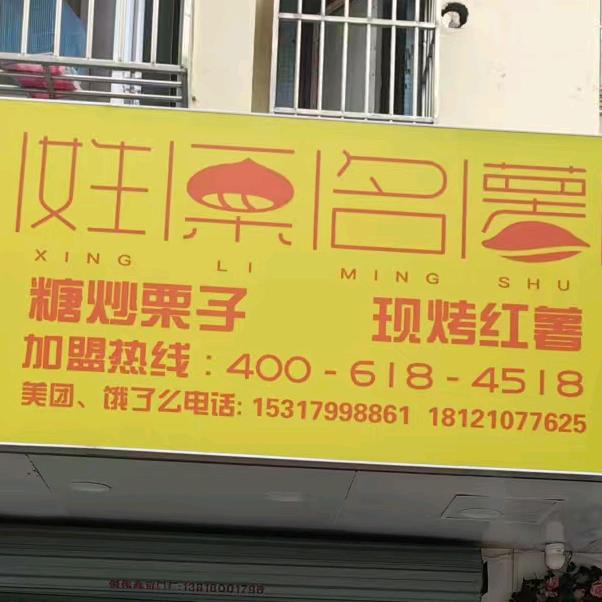 姓栗名薯
XING LI MING SHU
糖炒栗子 现烤红薯
加盟热线：400-618-4518
美团、饿了么电话：15317998861 18121077625